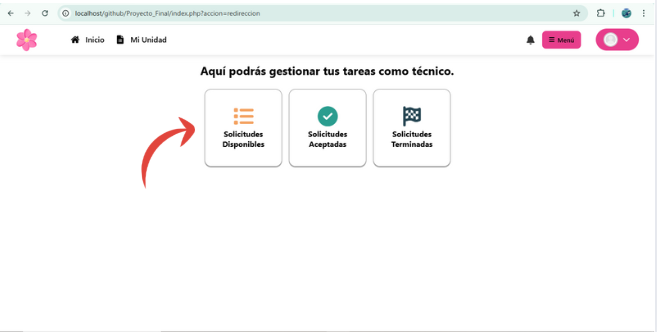 localhost/github/Proyecto_Final/index.php?accion=redireccion
Inicio Mi Unidad Menú
Aquí podrás gestionar tus tareas como técnico.
Solicitudes
Disponibles
Solicitudes
Aceptadas
Solicitudes
Terminadas